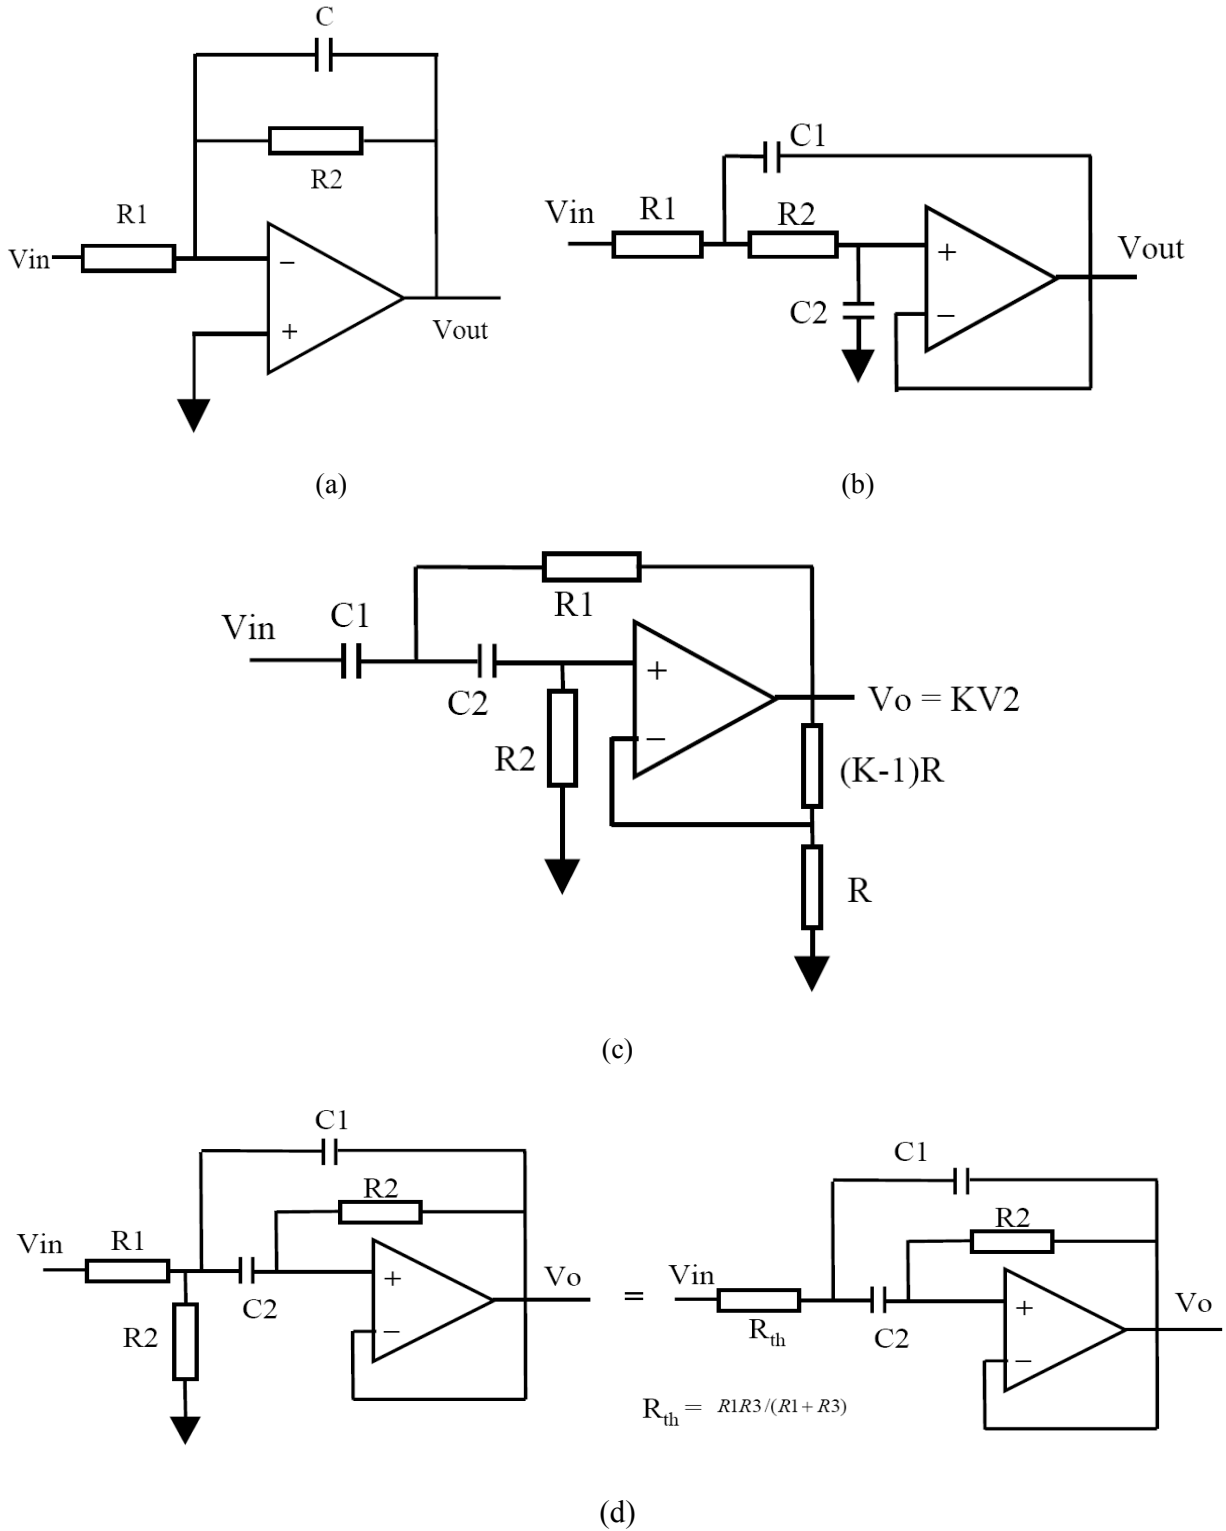 C
R2
R1
Vin
−
+
Vout
(a)
C1
Vin
R1
R2
+
Vout
C2
−
(b)
R1
C1
Vin
+
C2
Vo = KV2
R2
−
(K-1)R
R
(c)
C1
R2
Vin
R1
+
Vo
C2
R2
−
=
C1
R2
Vin
+
Vo
Rth
C2
−
Rth = R1R3/(R1+R3)
(d)